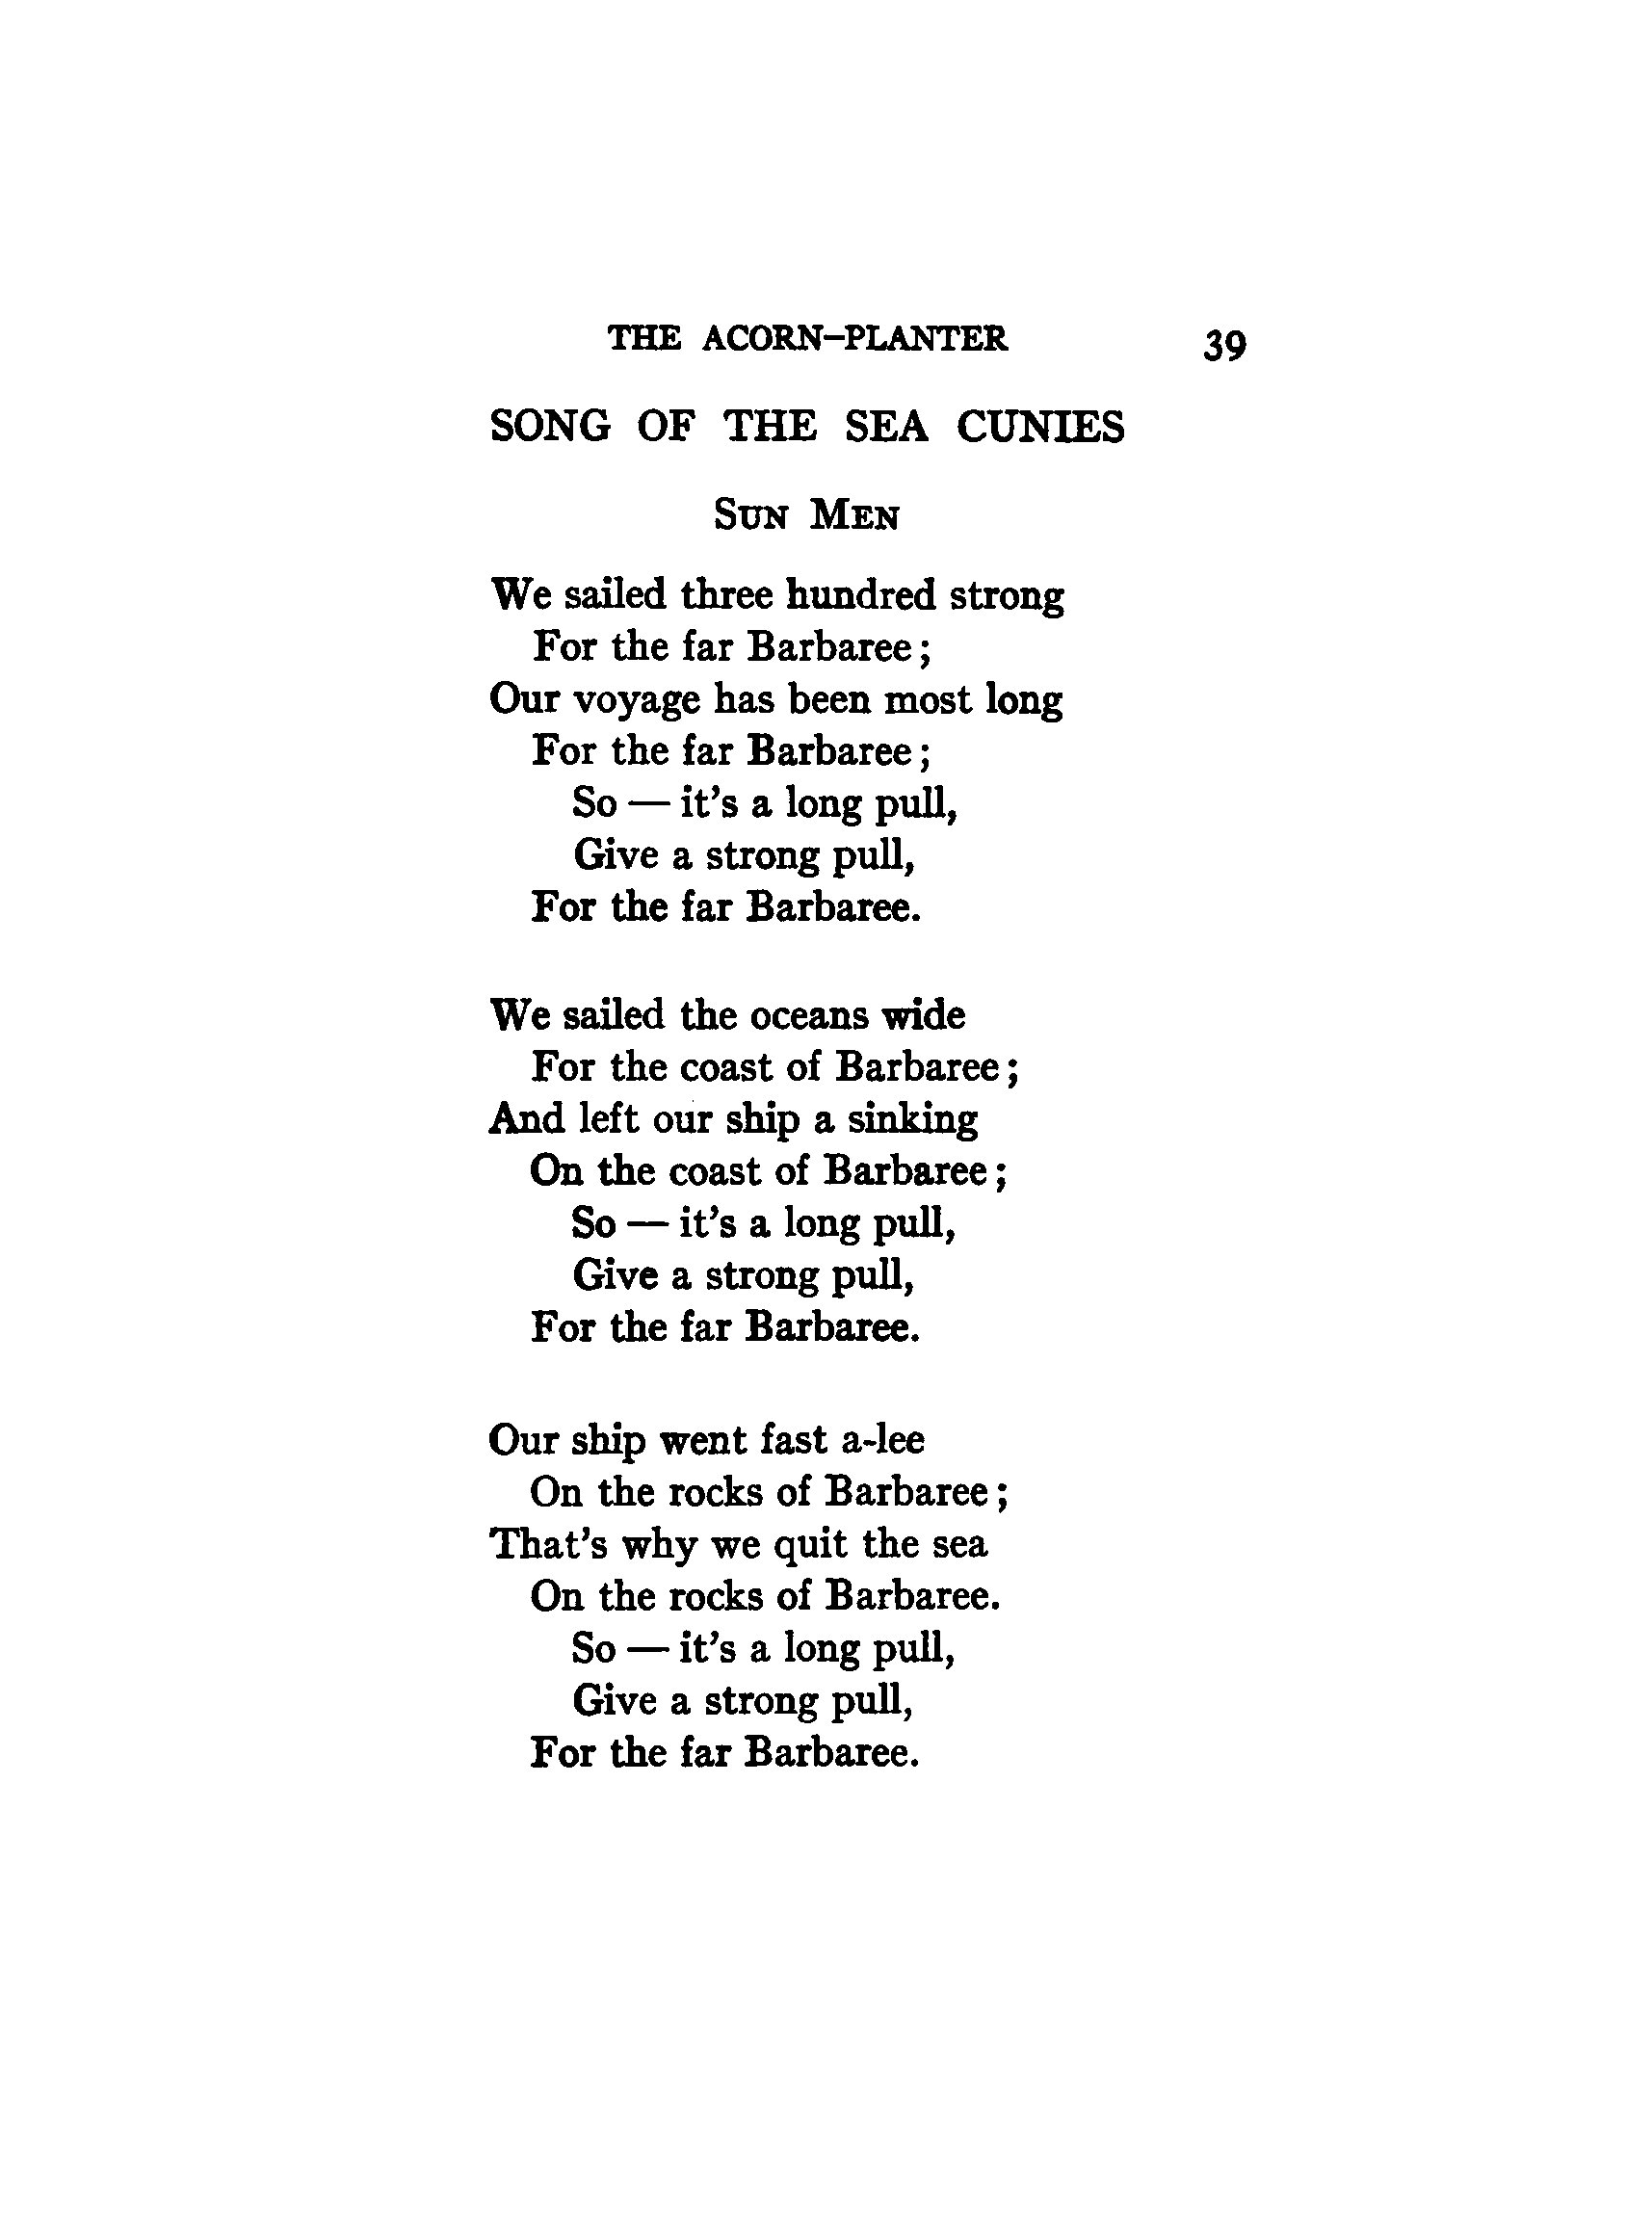 THE ACORN–PLANTER 39
SONG OF THE SEA CUNIES
SUN MEN
We sailed three hundred strong
For the far Barbaree;
Our voyage has been most long
For the far Barbaree;
So — it's a long pull,
Give a strong pull,
For the far Barbaree.
We sailed the oceans wide
For the coast of Barbaree;
And left our ship a sinking
On the coast of Barbaree;
So — it's a long pull,
Give a strong pull,
For the far Barbaree.
Our ship went fast a-lee
On the rocks of Barbaree;
That's why we quit the sea
On the rocks of Barbaree.
So — it's a long pull,
Give a strong pull,
For the far Barbaree.